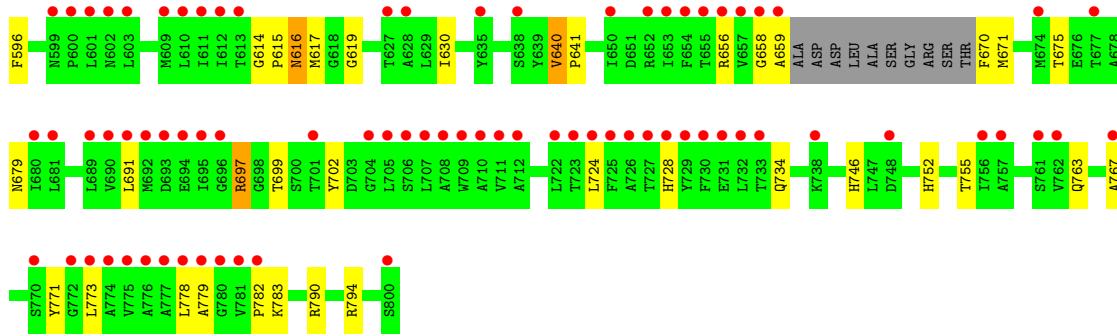 F596 N599 P600 L601 N602 L603 M609 L610 I611 I612 T613 G614 P615 N616 M617 G618 G619 T627 A628 L629 I630 Y635 S638 Y639 V640 P641 I650 D651 R652 I653 F654 T655 R656 V657 G658 A659 ALA ASP ASP LEU ALA SER GLY ARG SER THR F670 M671 M674 T675 E676 T677 A678
N679 I680 L681 L689 V690 L691 M692 D693 E694 I695 G696 R697 G698 T699 S700 T701 Y702 D703 G704 L705 S706 L707 A708 W709 A710 V711 A712 L722 T723 L724 F725 A726 T727 H728 Y729 F730 E731 L732 T733 Q734 K738 H746 L747 D748 H752 T755 I756 A757 S761 V762 Q763 A767
S770 Y771 G772 L773 A774 V775 A776 A777 L778 A779 G780 V781 P782 K783 R790 R794 S800